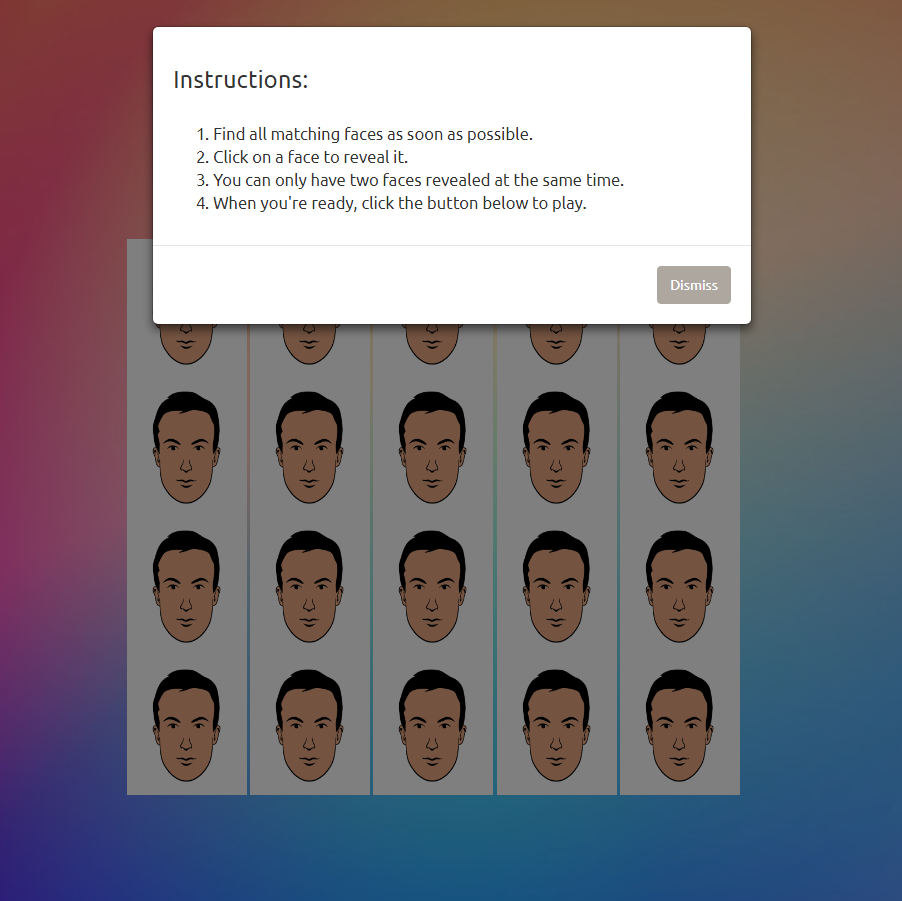 Instructions:
1. Find all matching faces as soon as possible.
2. Click on a face to reveal it.
3. You can only have two faces revealed at the same time.
4. When you're ready, click the button below to play.
Dismiss